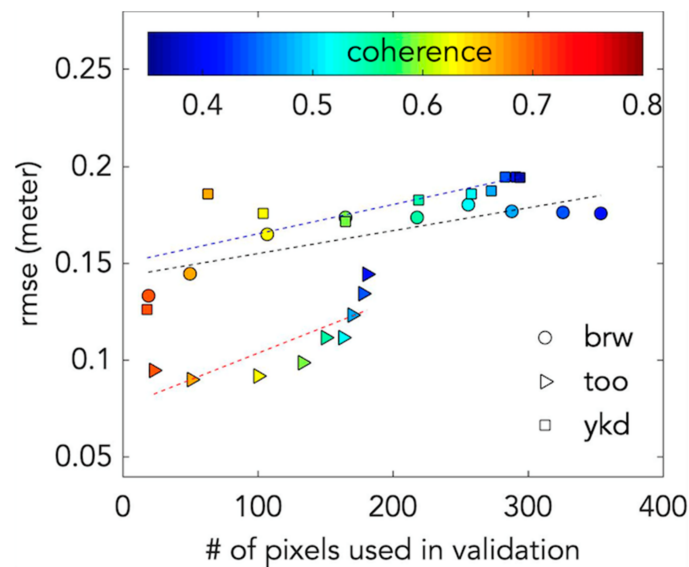 coherence
0.4 0.5 0.6 0.7 0.8
0.25
0.2
0.15
0.1
0.05
rmse (meter)
brw
too
ykd
0 100 200 300 400
# of pixels used in validation